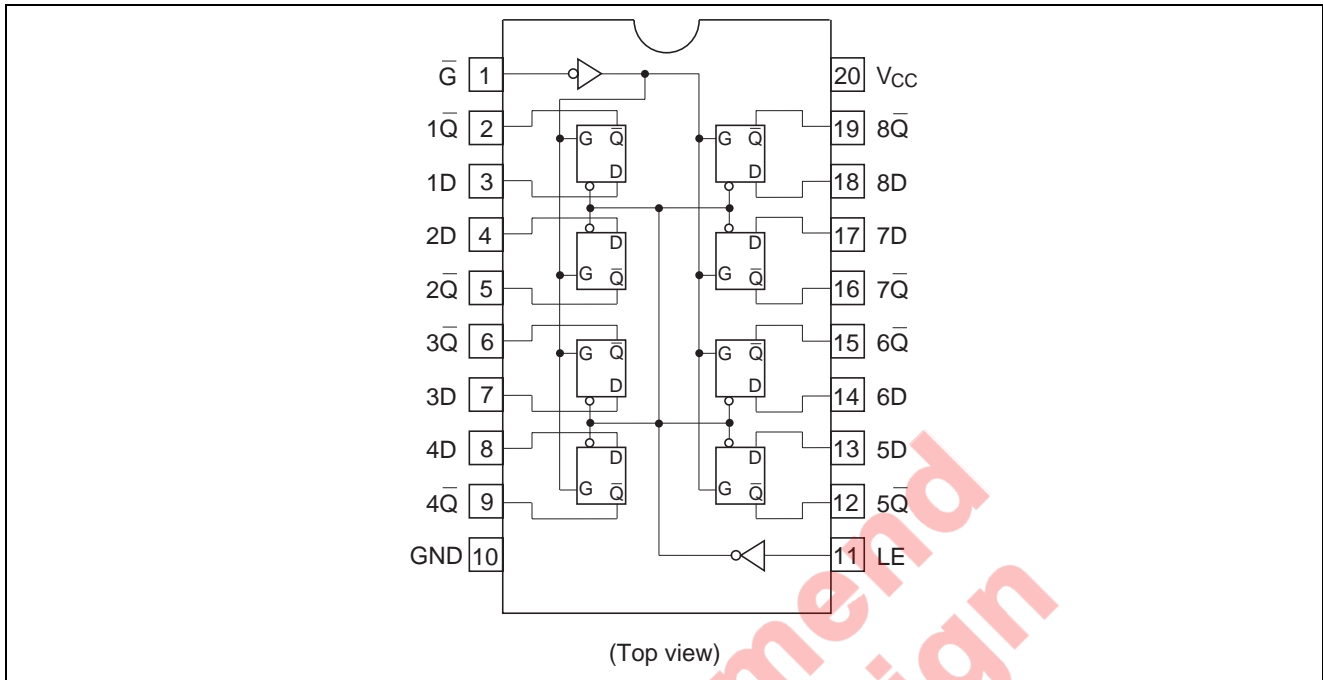 G̅ 1 20 VCC
1Q̅ 2 G Q̅ D G Q̅ D 19 8Q̅
1D 3 18 8D
2D 4 D G Q̅ D G Q̅ 17 7D
2Q̅ 5 16 7Q̅
3Q̅ 6 G Q̅ D G Q̅ D 15 6Q̅
3D 7 14 6D
4D 8 D G Q̅ D G Q̅ 13 5D
4Q̅ 9 12 5Q̅
GND 10 11 LE
(Top view)